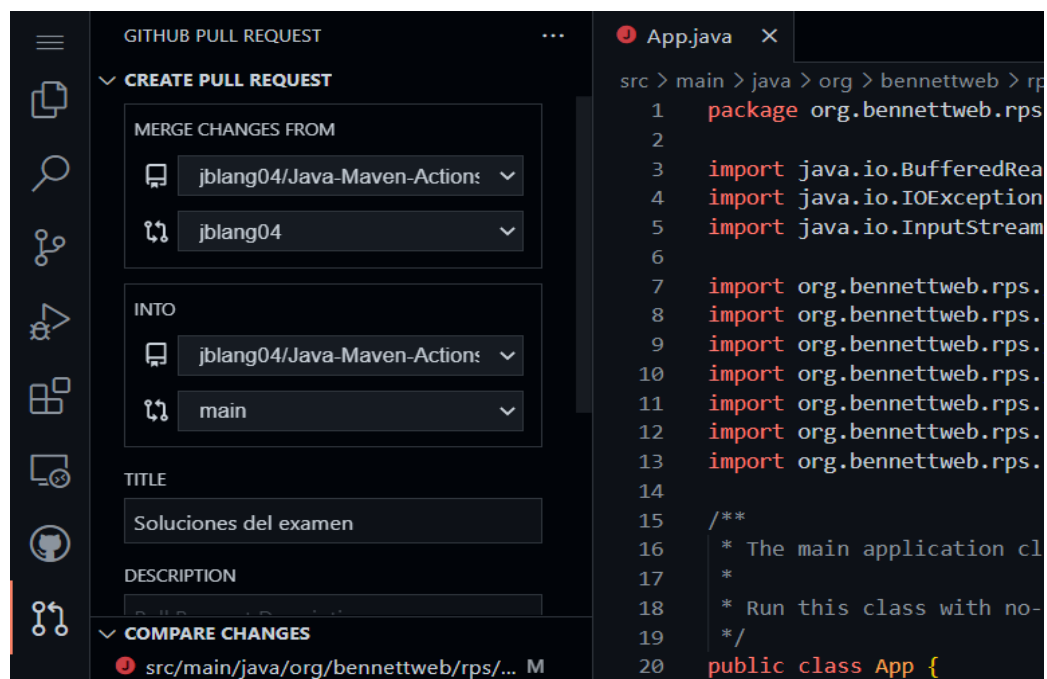 GITHUB PULL REQUEST
CREATE PULL REQUEST
MERGE CHANGES FROM
jblang04/Java-Maven-Actions
jblang04
INTO
jblang04/Java-Maven-Actions
main
TITLE
Soluciones del examen
DESCRIPTION
Pull Request Description
COMPARE CHANGES
src/main/java/org/bennettweb/rps/... M
App.java
src > main > java > org > bennettweb > rp
1 package org.bennettweb.rps
2
3 import java.io.BufferedRea
4 import java.io.IOException
5 import java.io.InputStream
6
7 import org.bennettweb.rps.
8 import org.bennettweb.rps.
9 import org.bennettweb.rps.
10 import org.bennettweb.rps.
11 import org.bennettweb.rps.
12 import org.bennettweb.rps.
13 import org.bennettweb.rps.
14
15 /**
16 * The main application cl
17 *
18 * Run this class with no-
19 */
20 public class App {